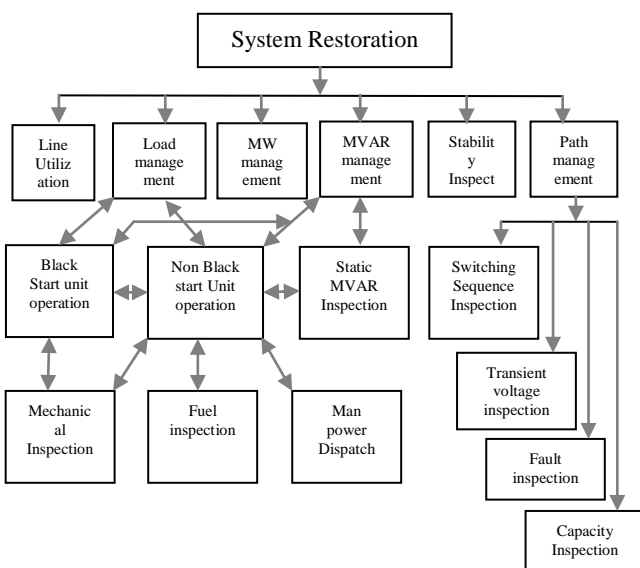 System Restoration
Line
Utiliz
ation
Load
manage
ment
MW
manag
ement
MVAR
manage
ment
Stabilit
y
Inspect
Path
manag
ement
Black
Start unit
operation
Non Black
start Unit
operation
Static
MVAR
Inspection
Switching
Sequence
Inspection
Mechanic
al
Inspection
Fuel
inspection
Man
power
Dispatch
Transient
voltage
inspection
Fault
inspection
Capacity
Inspection